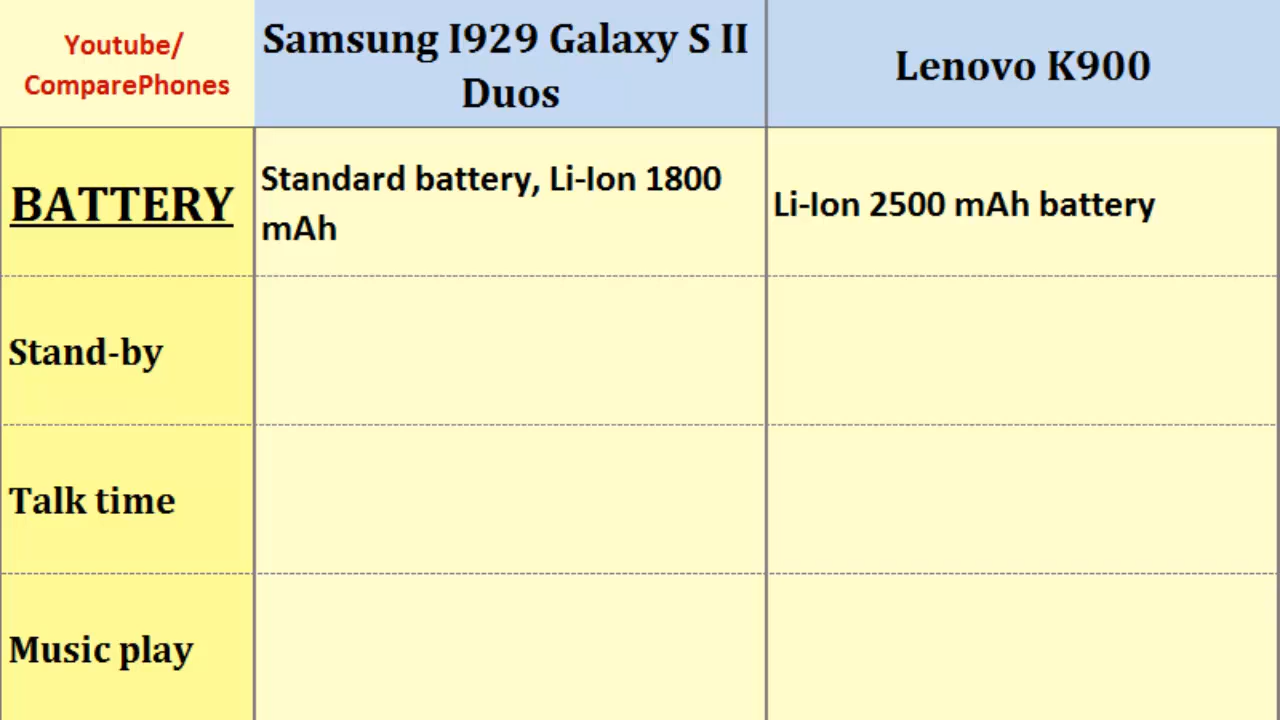 Youtube/
ComparePhones
Samsung I929 Galaxy S II
Duos
Lenovo K900
BATTERY
Standard battery, Li-Ion 1800
mAh
Li-Ion 2500 mAh battery
Stand-by
Talk time
Music play